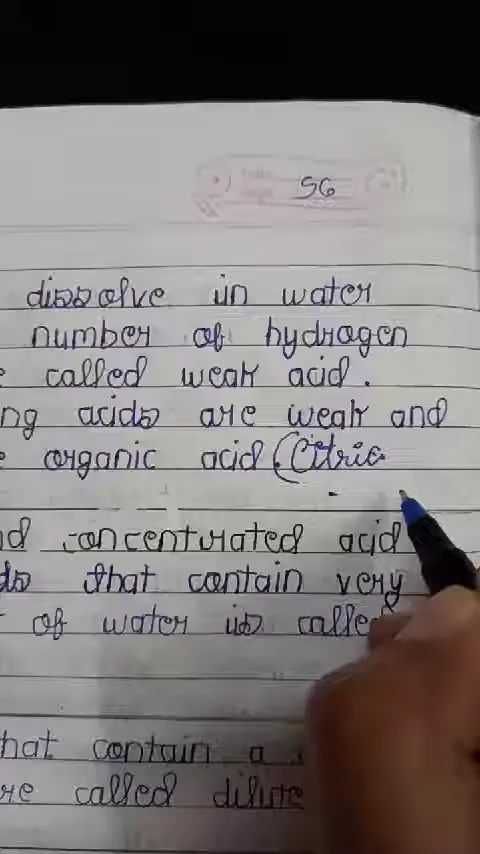 56
dissolve in water
number of hydrogen
called weak acid.
ng acids are weak and
organic acid (Citric
d concentrated acid
ds that contain very
of water is called
hat contain a
re called dilute